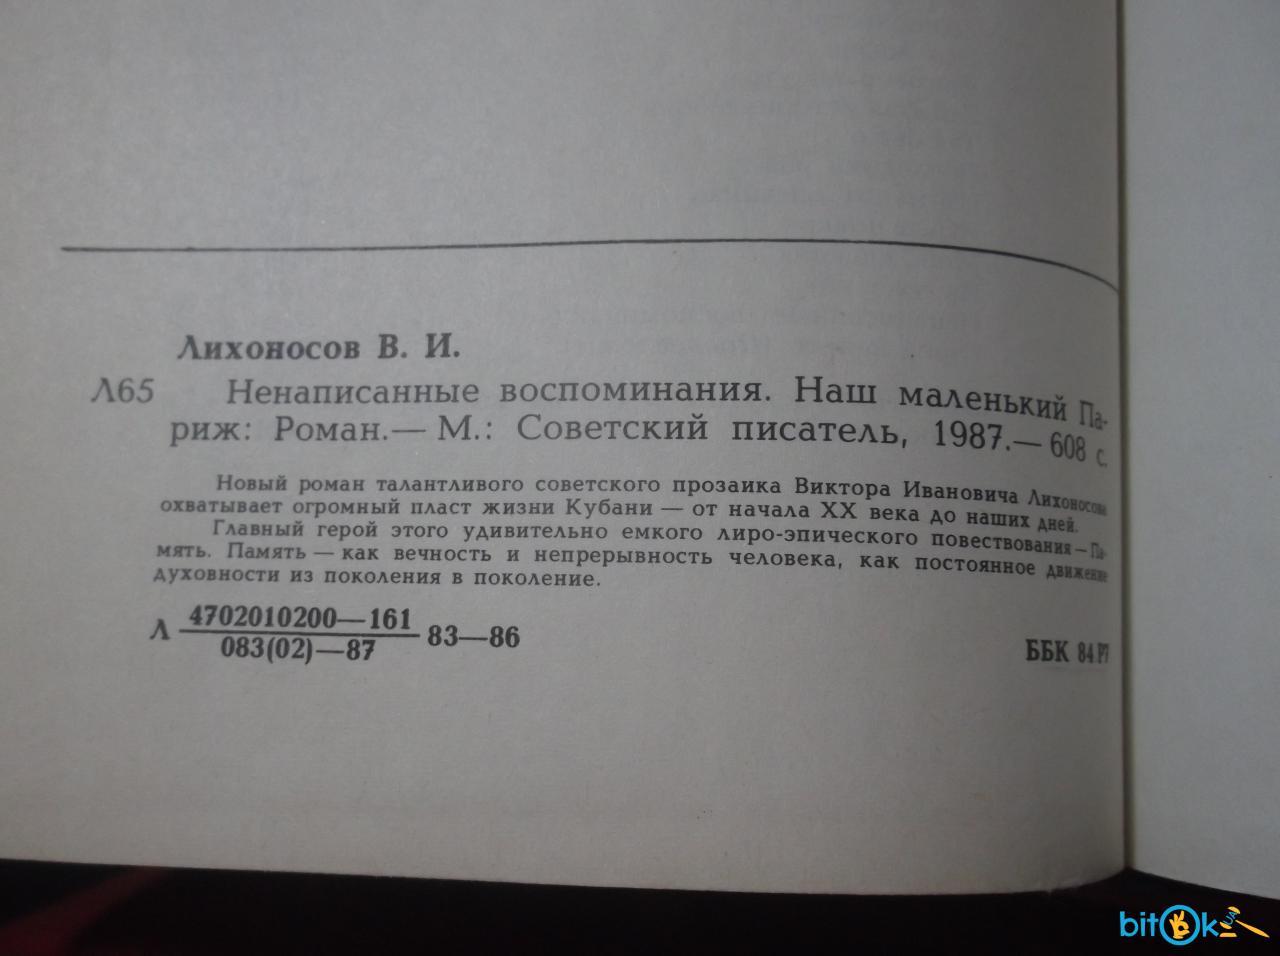 Лихоносов В. И.
Л65 Ненаписанные воспоминания. Наш маленький Па-
риж: Роман.— М.: Советский писатель, 1987.— 608 с.
Новый роман талантливого советского прозаика Виктора Ивановича Лихоносова
охватывает огромный пласт жизни Кубани — от начала XX века до наших дней.
Главный герой этого удивительно емкого лиро-эпического повествования — Па-
мять. Память — как вечность и непрерывность человека, как постоянное движение
духовности из поколения в поколение.
Л 4702010200—161
083(02)—87 83—86
ББК 84 Р7
bitOk UA